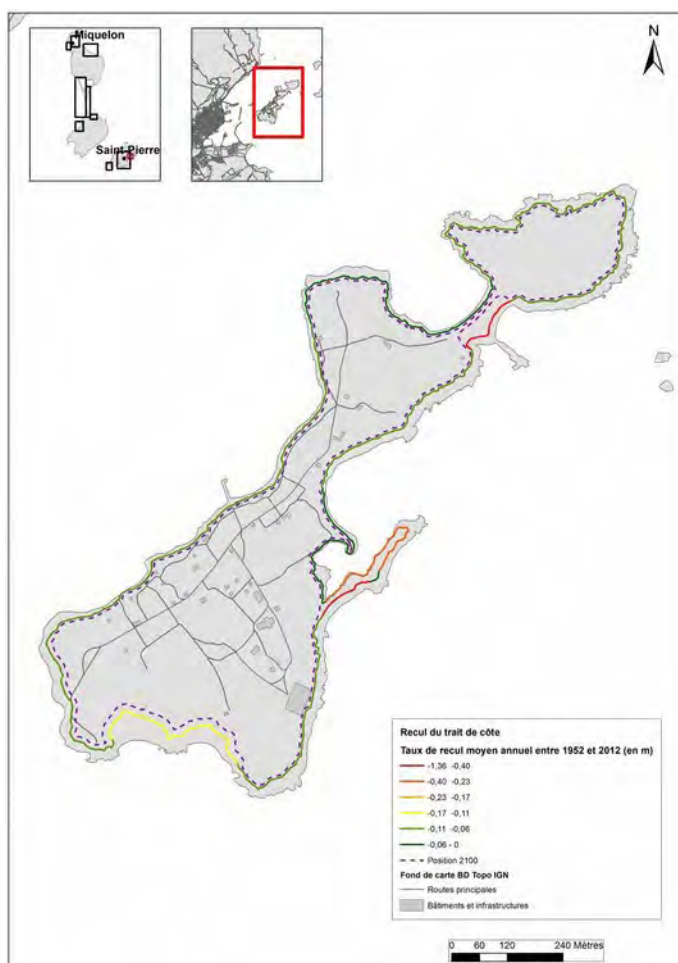 Miquelon
Saint-Pierre
N
Recul du trait de côte
Taux de recul moyen annuel entre 1952 et 2012 (en m)
-1,36 -0,40
-0,40 -0,23
-0,23 -0,17
-0,17 -0,11
-0,11 -0,06
-0,06 - 0
Position 2100
Fond de carte BD Topo IGN
Routes principales
Bâtiments et infrastructures
0 60 120 240 Mètres